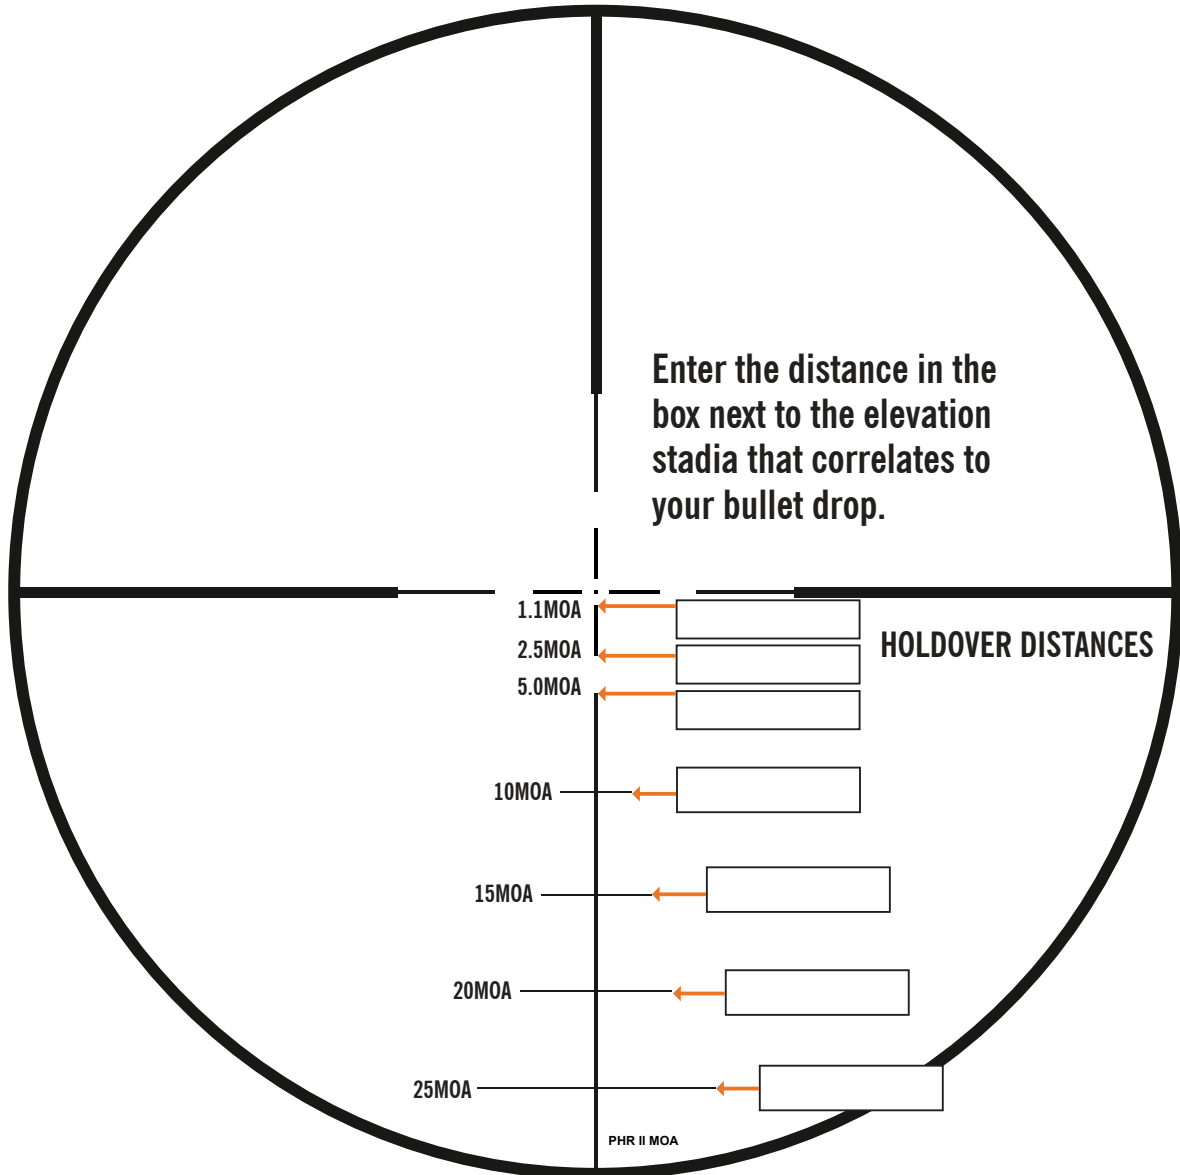 Enter the distance in the
box next to the elevation
stadia that correlates to
your bullet drop.
1.1MOA
HOLDOVER DISTANCES
2.5MOA
5.0MOA
10MOA
15MOA
20MOA
25MOA
PHR II MOA